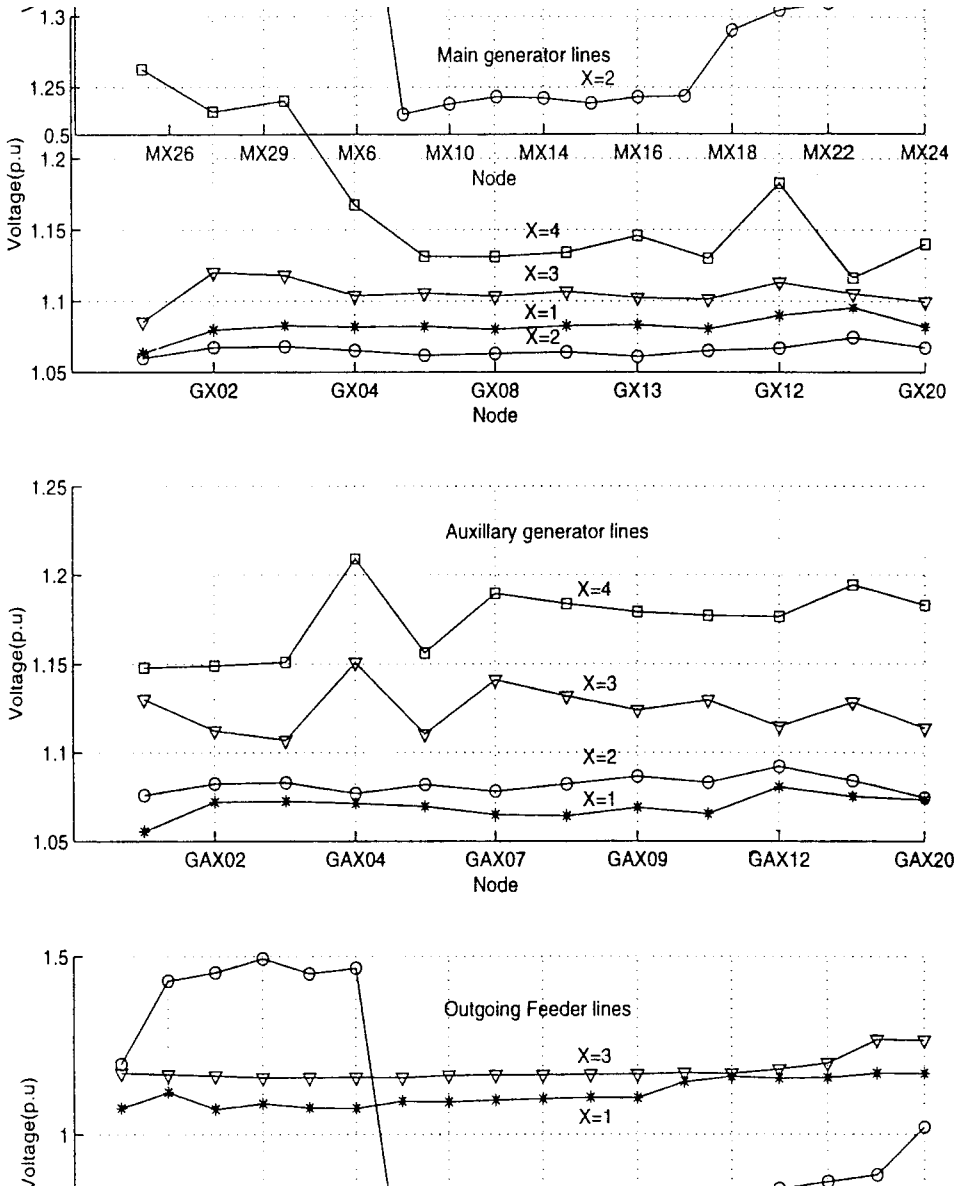 1.3
Main generator lines
X=2
1.25
0.5
MX26 MX29 MX6 MX10 MX14 MX16 MX18 MX22 MX24
1.2
Node
Voltage(p.u)
1.15
X=4
X=3
1.1
X=1
X=2
1.05
GX02 GX04 GX08 GX13 GX12 GX20
Node
1.25
Auxillary generator lines
1.2
X=4
Voltage(p.u)
1.15
X=3
1.1
X=2
X=1
1.05
GAX02 GAX04 GAX07 GAX09 GAX12 GAX20
Node
1.5
Outgoing Feeder lines
X=3
X=1
Voltage(p.u)
1